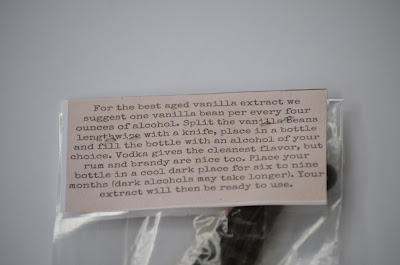 For the best aged vanilla extract we
suggest one vanilla bean per every four
ounces of alcohol. Split the vanilla beans
lengthwise with a knife, place in a bottle
and fill the bottle with an alcohol of your
choice. Vodka gives the cleanest flavor, but
rum and brandy are nice too. Place your
bottle in a cool dark place for six to nine
months (dark alcohols may take longer). Your
extract will then be ready to use.